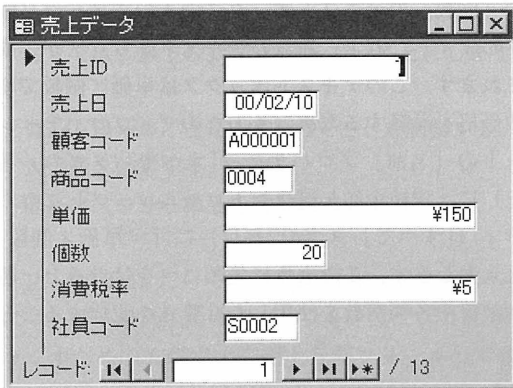 売上データ
売上ID 1
売上日 00/02/10
顧客コード A000001
商品コード 0004
単価 ¥150
個数 20
消費税率 ¥5
社員コード S0002
レコード: 1 / 13